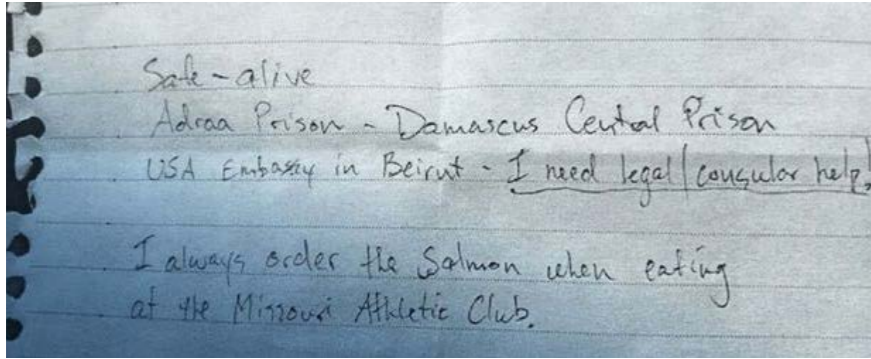 Safe - alive
Adraa Prison - Damascus Central Prison
USA Embassy in Beirut - I need legal/consular help!
I always order the Salmon when eating
at the Missouri Athletic Club.